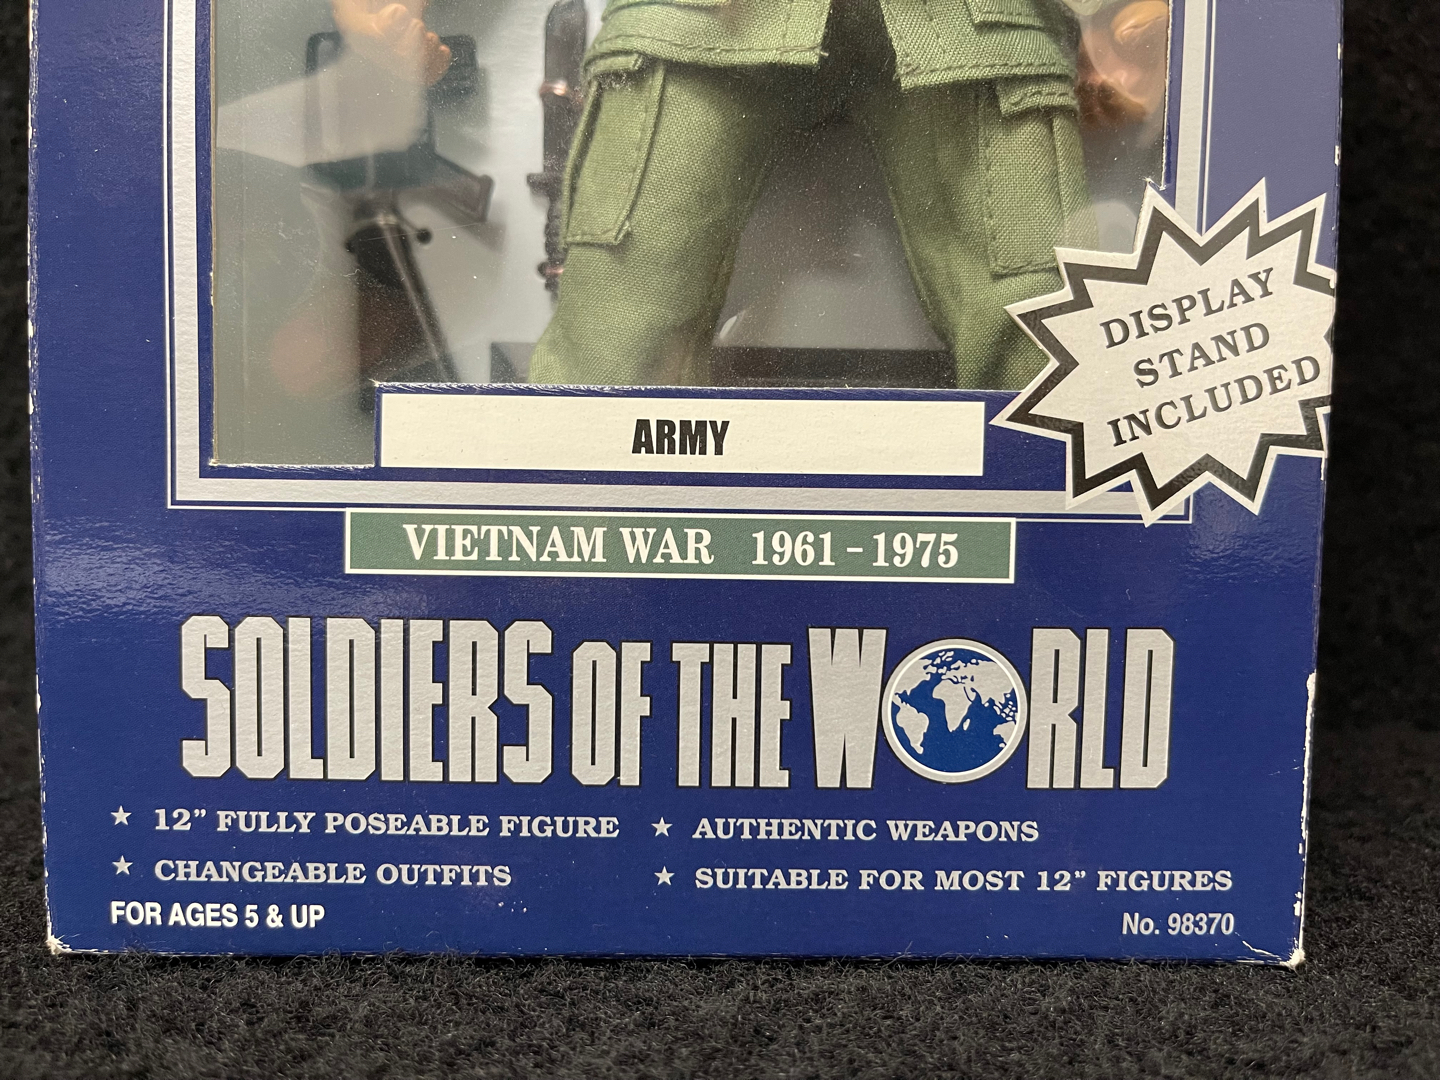 DISPLAY
STAND
INCLUDED
ARMY
VIETNAM WAR 1961 - 1975
SOLDIERS OF THE WORLD
★ 12” FULLY POSEABLE FIGURE ★ AUTHENTIC WEAPONS
★ CHANGEABLE OUTFITS ★ SUITABLE FOR MOST 12” FIGURES
FOR AGES 5 & UP No. 98370